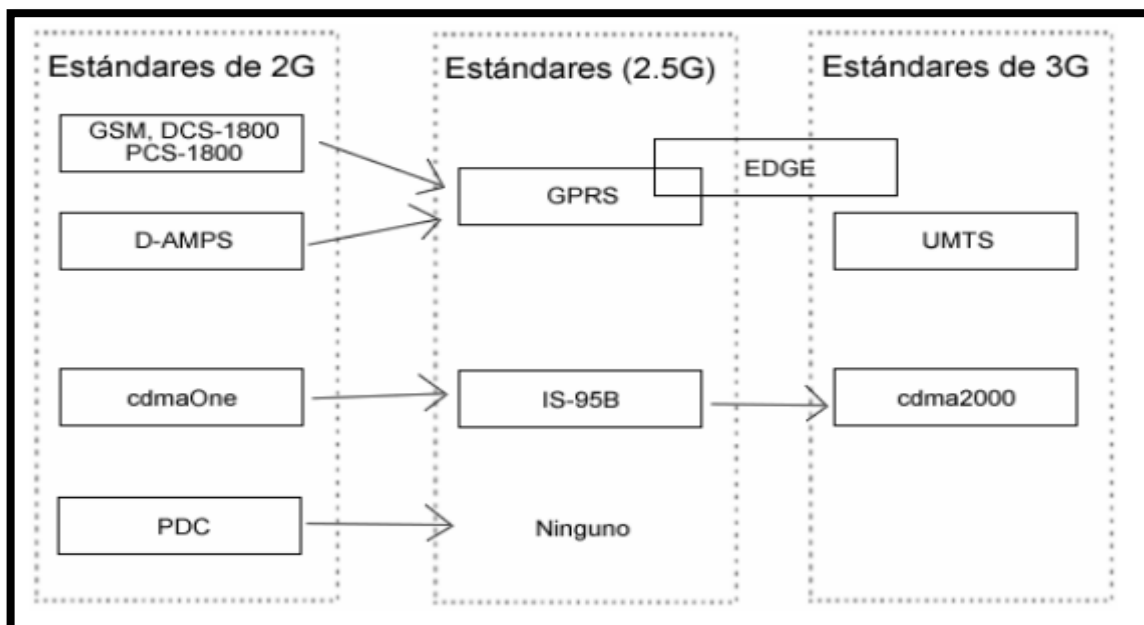 Estándares de 2G
GSM, DCS-1800
PCS-1800
D-AMPS
cdmaOne
PDC
Estándares (2.5G)
GPRS
IS-95B
Ninguno
Estándares de 3G
EDGE
UMTS
cdma2000